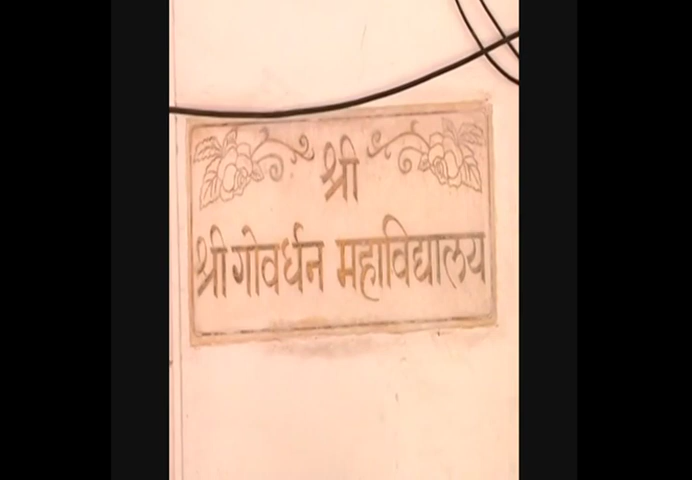 श्री
श्री गोवर्धन महाविद्यालय